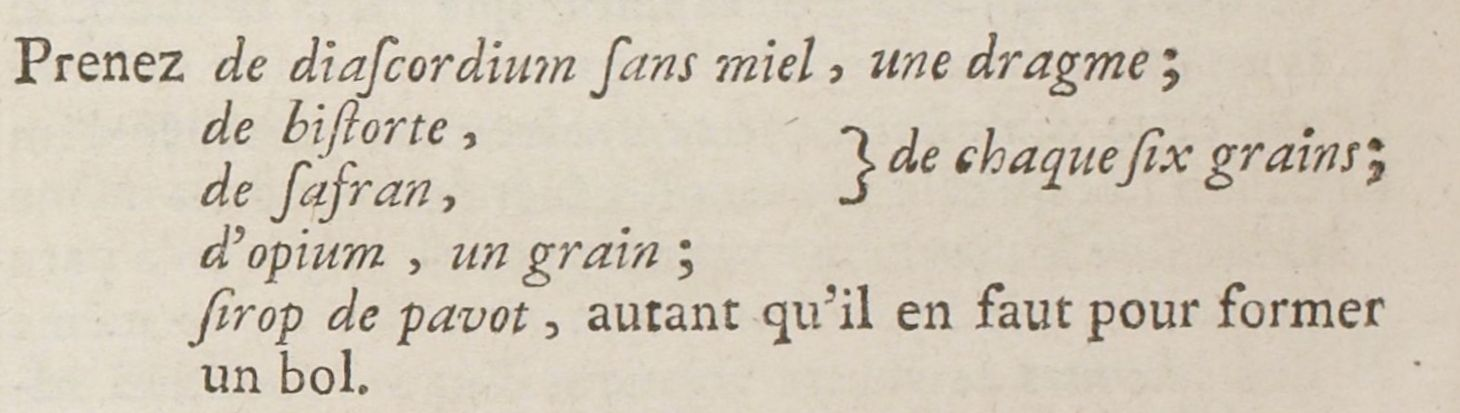 Prenez de diaſcordium ſans miel, une dragme;
de biſtorte,
} de chaque ſix grains;
de ſafran,
d'opium, un grain;
ſirop de pavot, autant qu'il en faut pour former
un bol.